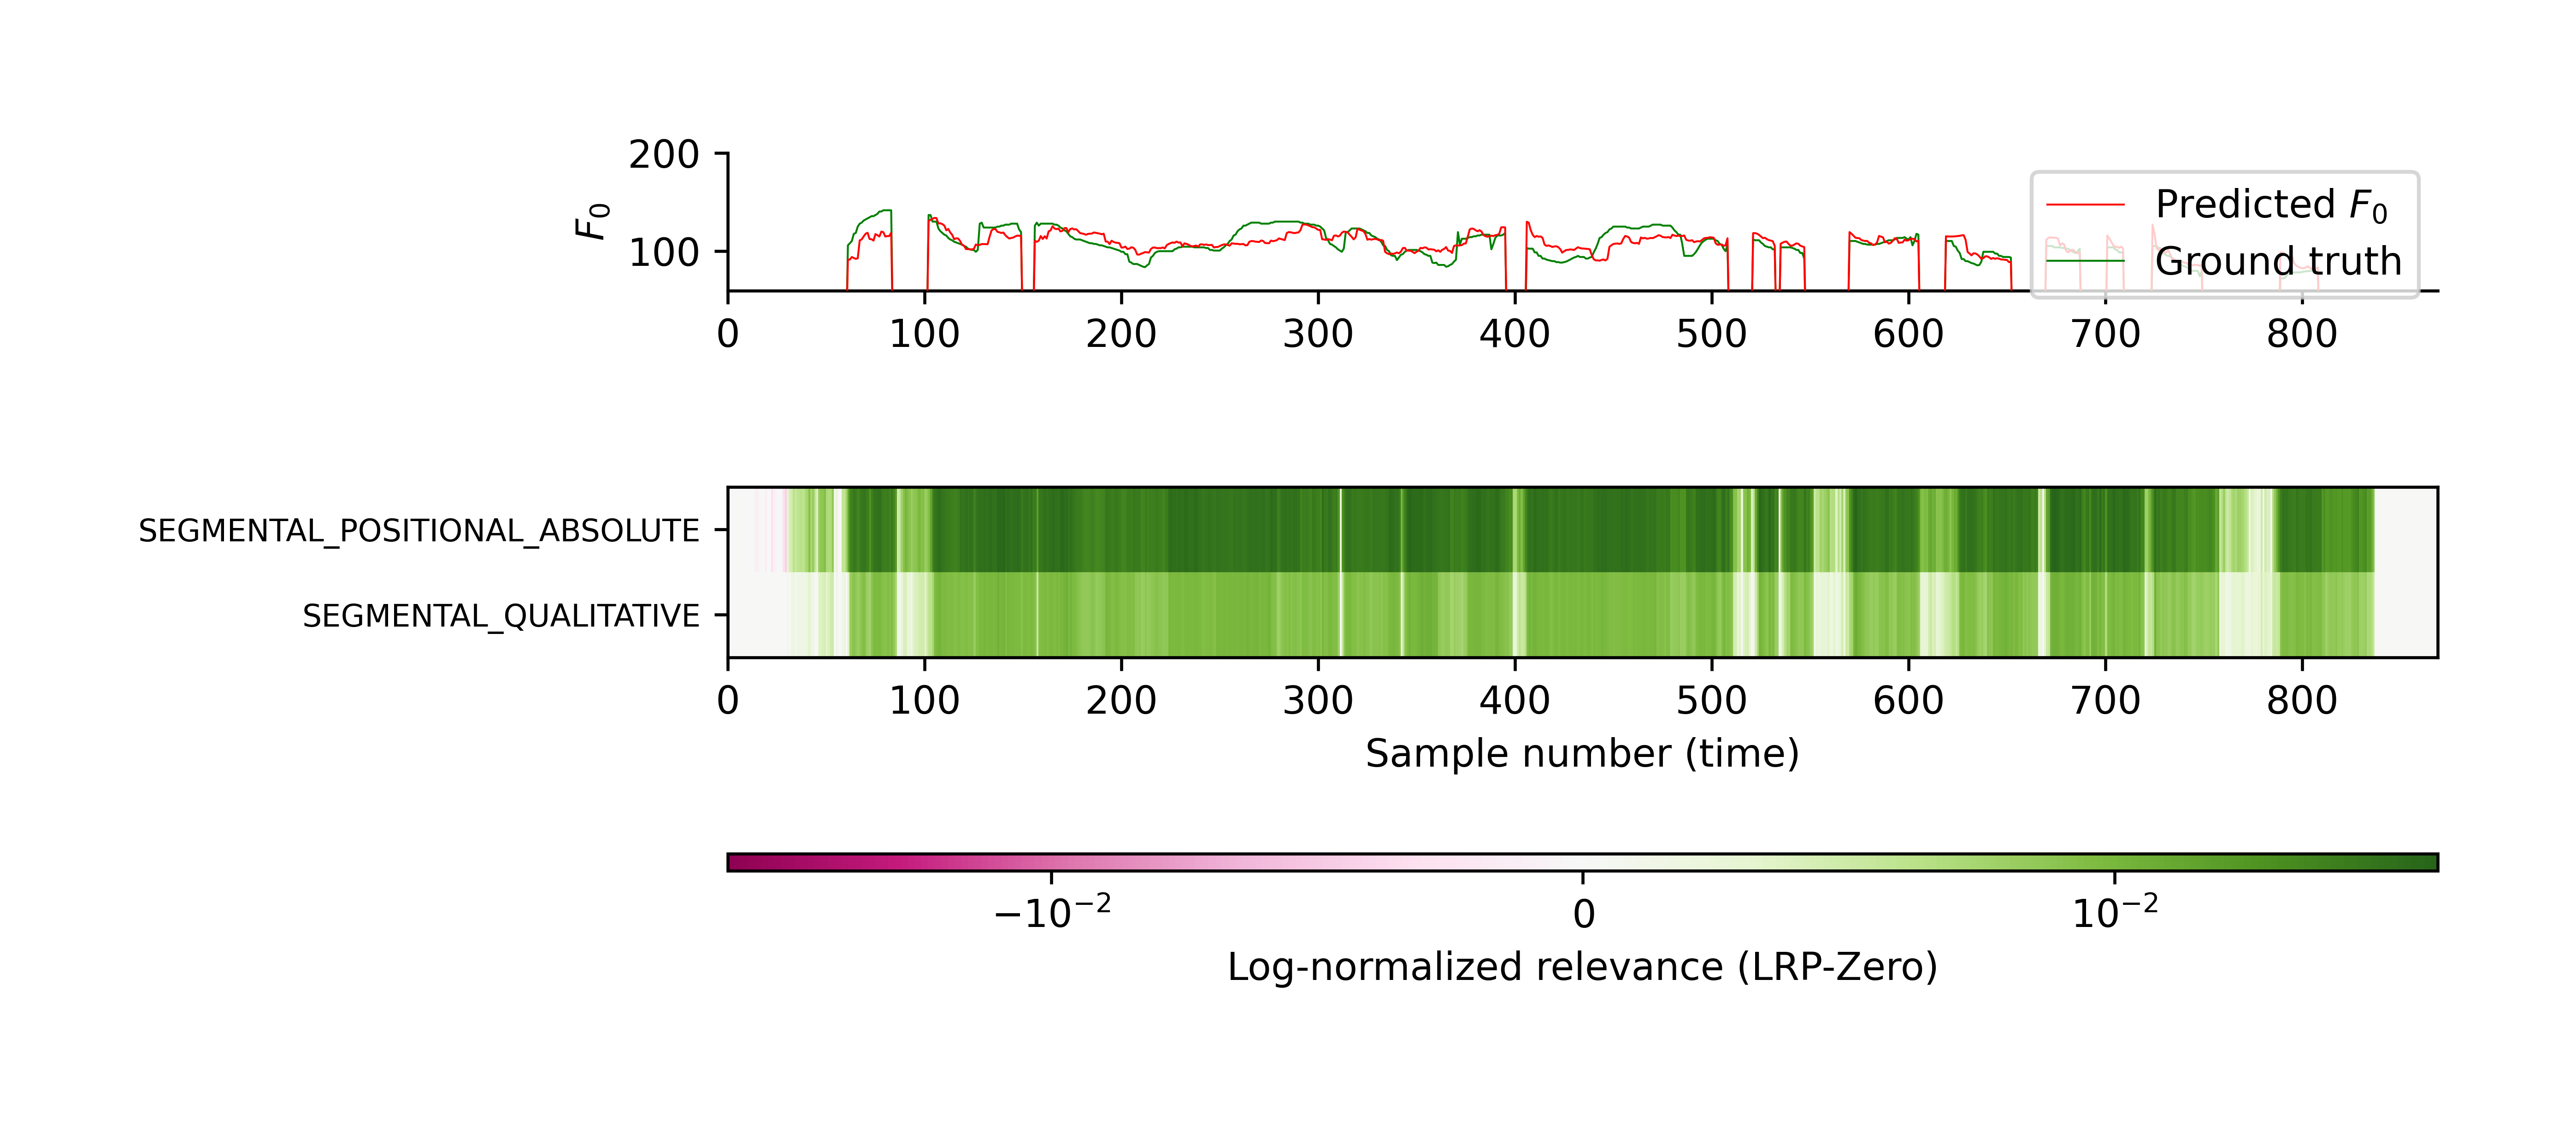 200
100
F0
Predicted F0
Ground truth
0 100 200 300 400 500 600 700 800
SEGMENTAL_POSITIONAL_ABSOLUTE
SEGMENTAL_QUALITATIVE
0 100 200 300 400 500 600 700 800
Sample number (time)
−10−2 0 10−2
Log-normalized relevance (LRP-Zero)